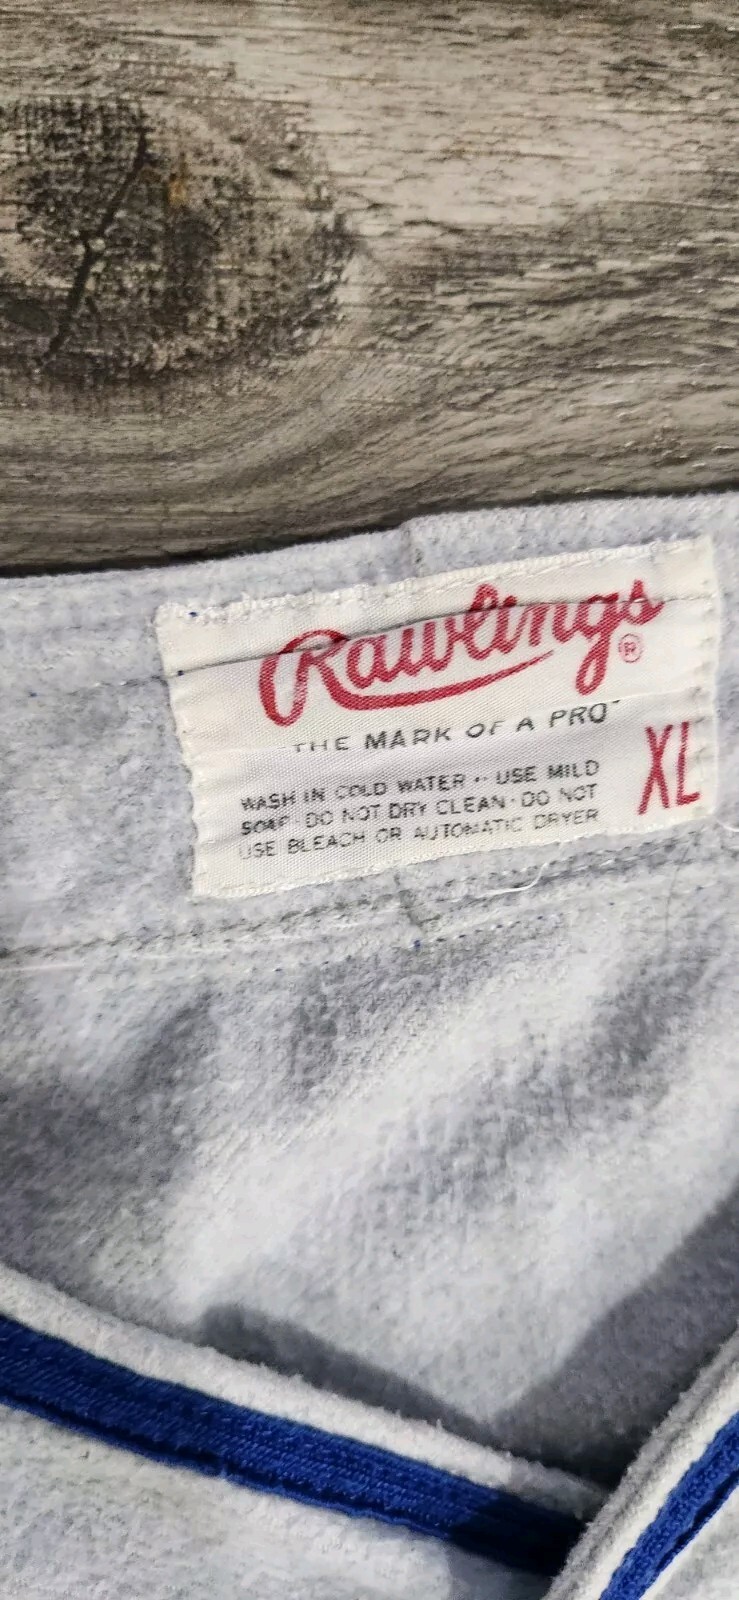 Rawlings®
"THE MARK OF A PRO"
XL
WASH IN COLD WATER · USE MILD
SOAP · DO NOT DRY CLEAN · DO NOT
USE BLEACH OR AUTOMATIC DRYER